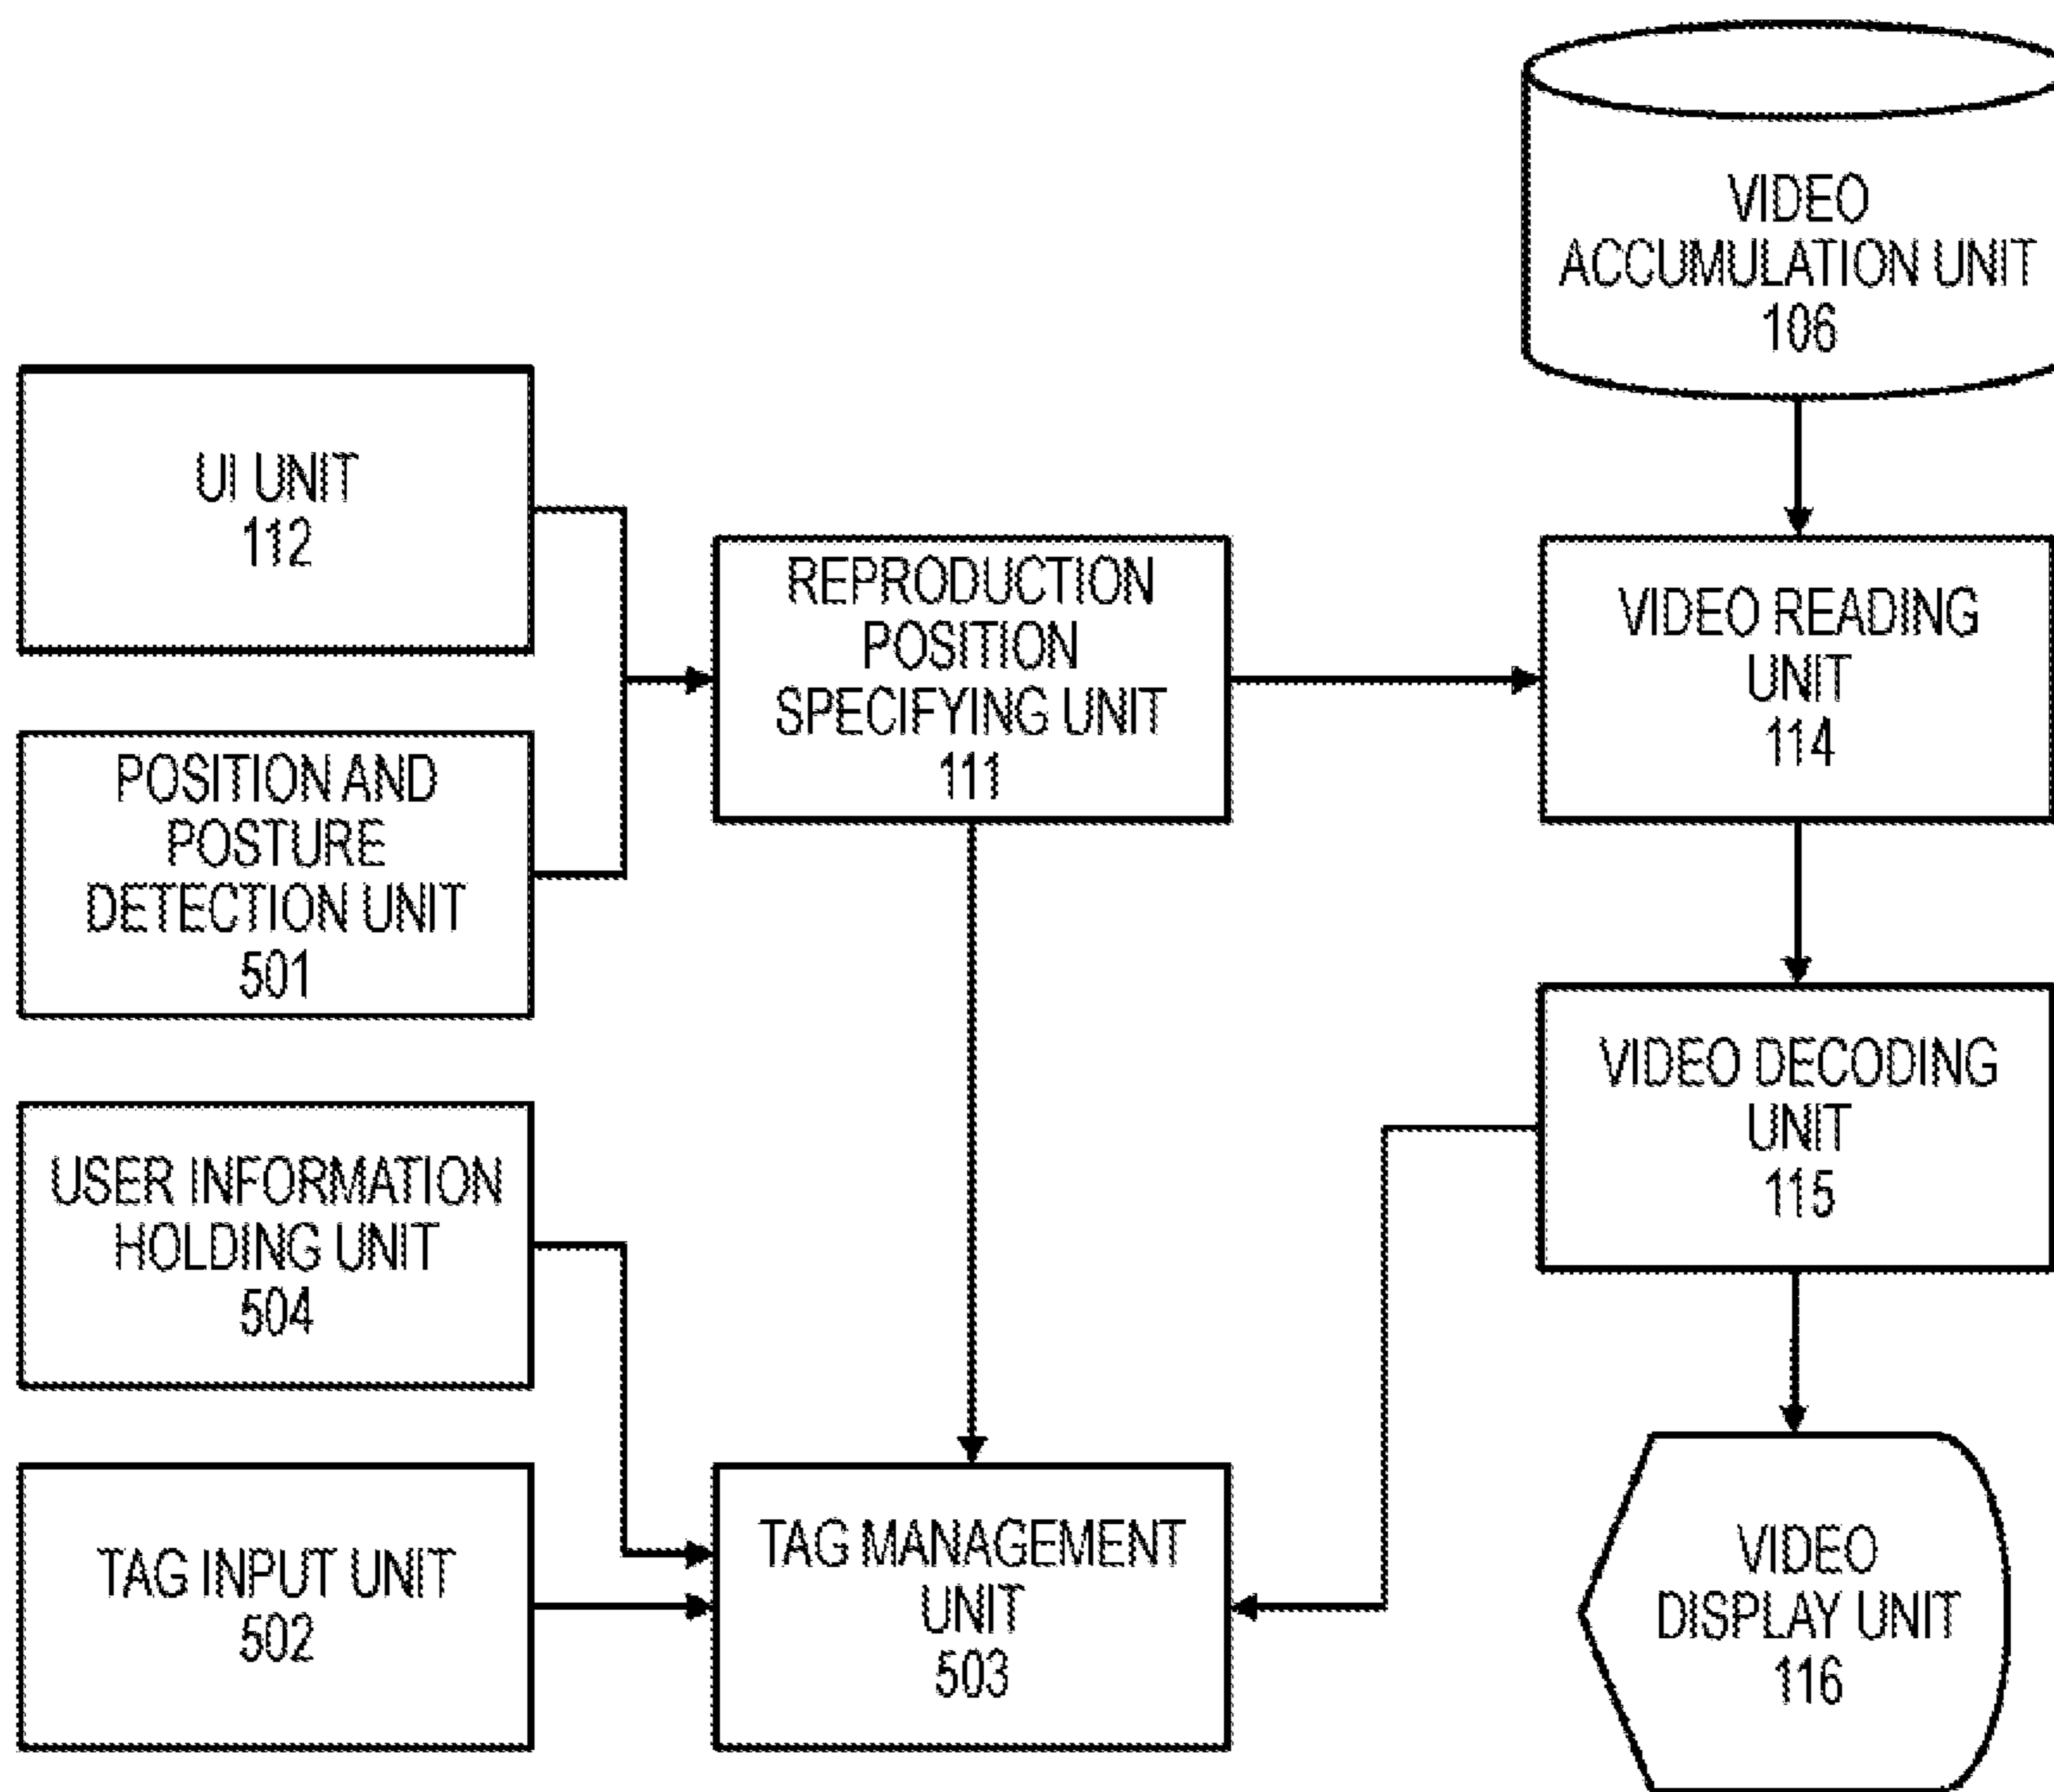 VIDEO
ACCUMULATION UNIT
106
UI UNIT
112
REPRODUCTION
POSITION
SPECIFYING UNIT
111
VIDEO READING
UNIT
114
POSITION AND
POSTURE
DETECTION UNIT
501
VIDEO DECODING
UNIT
115
USER INFORMATION
HOLDING UNIT
504
TAG INPUT UNIT
502
TAG MANAGEMENT
UNIT
503
VIDEO
DISPLAY UNIT
116